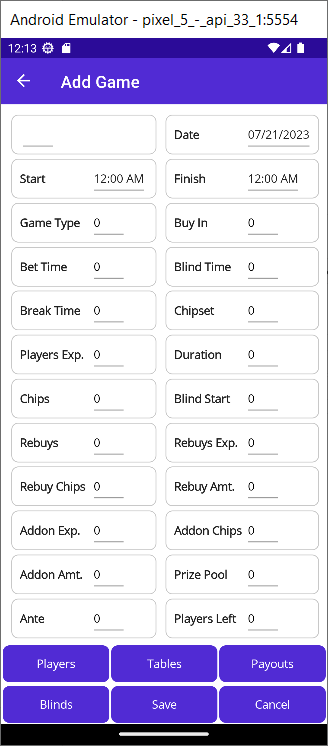 Android Emulator - pixel_5_-_api_33_1:5554
12:13
Add Game
Date 07/21/2023
Start 12:00 AM Finish 12:00 AM
Game Type 0 Buy In 0
Bet Time 0 Blind Time 0
Break Time 0 Chipset 0
Players Exp. 0 Duration 0
Chips 0 Blind Start 0
Rebuys 0 Rebuys Exp. 0
Rebuy Chips 0 Rebuy Amt. 0
Addon Exp. 0 Addon Chips 0
Addon Amt. 0 Prize Pool 0
Ante 0 Players Left 0
Players Tables Payouts
Blinds Save Cancel